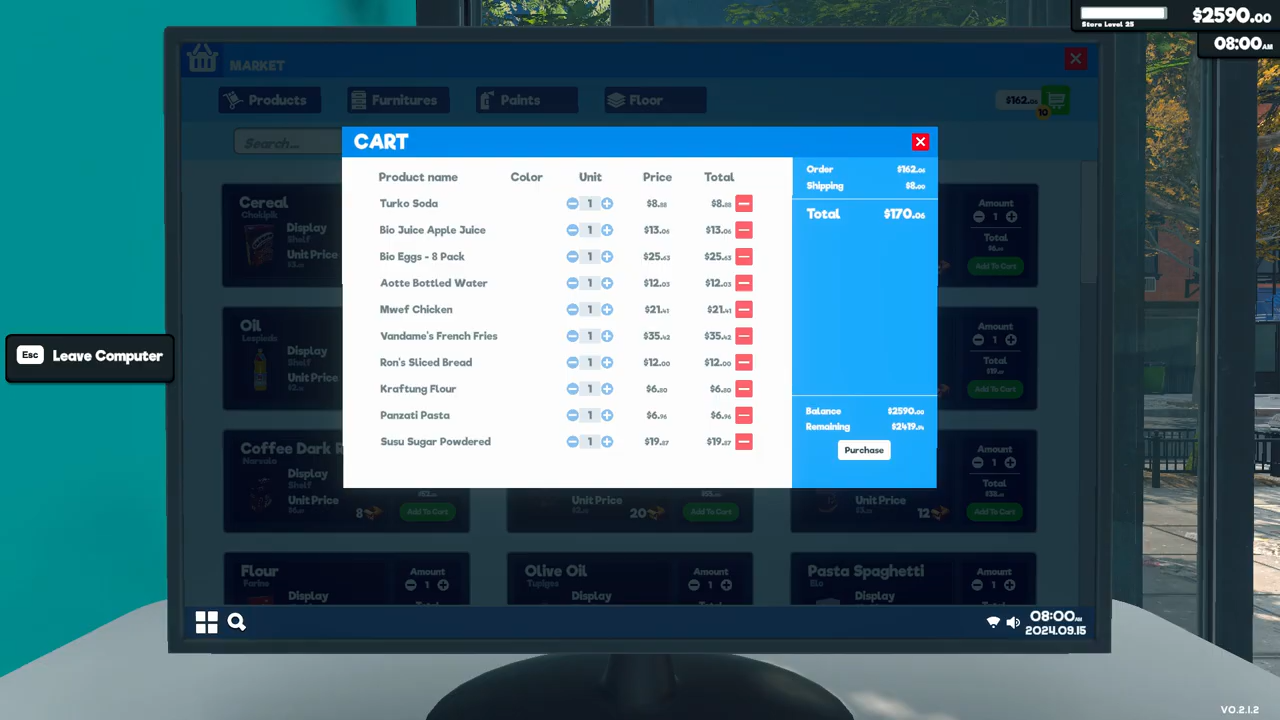 $2590.00
Store Level 25
08:00AM
MARKET
Products
Furnitures
Paints
Floor
$162.06
10
Search...
CART
Product name Color Unit Price Total
Turko Soda 1 $8.88 $8.88
Bio Juice Apple Juice 1 $13.06 $13.06
Bio Eggs - 8 Pack 1 $25.63 $25.63
Aotte Bottled Water 1 $12.03 $12.03
Mwef Chicken 1 $21.41 $21.41
Vandame's French Fries 1 $35.42 $35.42
Ron's Sliced Bread 1 $12.00 $12.00
Kraftung Flour 1 $6.80 $6.80
Panzati Pasta 1 $6.96 $6.96
Susu Sugar Powdered 1 $19.87 $19.87
Order $162.06
Shipping $8.00
Total $170.06
Balance $2590.00
Remaining $2419.94
Purchase
Cereal
Display
Shelf
Unit Price
Amount
1
Total
Add To Cart
Esc Leave Computer
Oil
Display
Shelf
Unit Price
Amount
1
Total
Add To Cart
Coffee Dark
Display
Shelf
Unit Price
8
Add To Cart
Unit Price
20
Add To Cart
Amount
1
Total
Unit Price
12
Add To Cart
Flour
Display
Amount
1
Olive Oil
Display
Amount
1
Pasta Spaghetti
Display
Amount
1
08:00AM
2024.09.15
V0.2.1.2